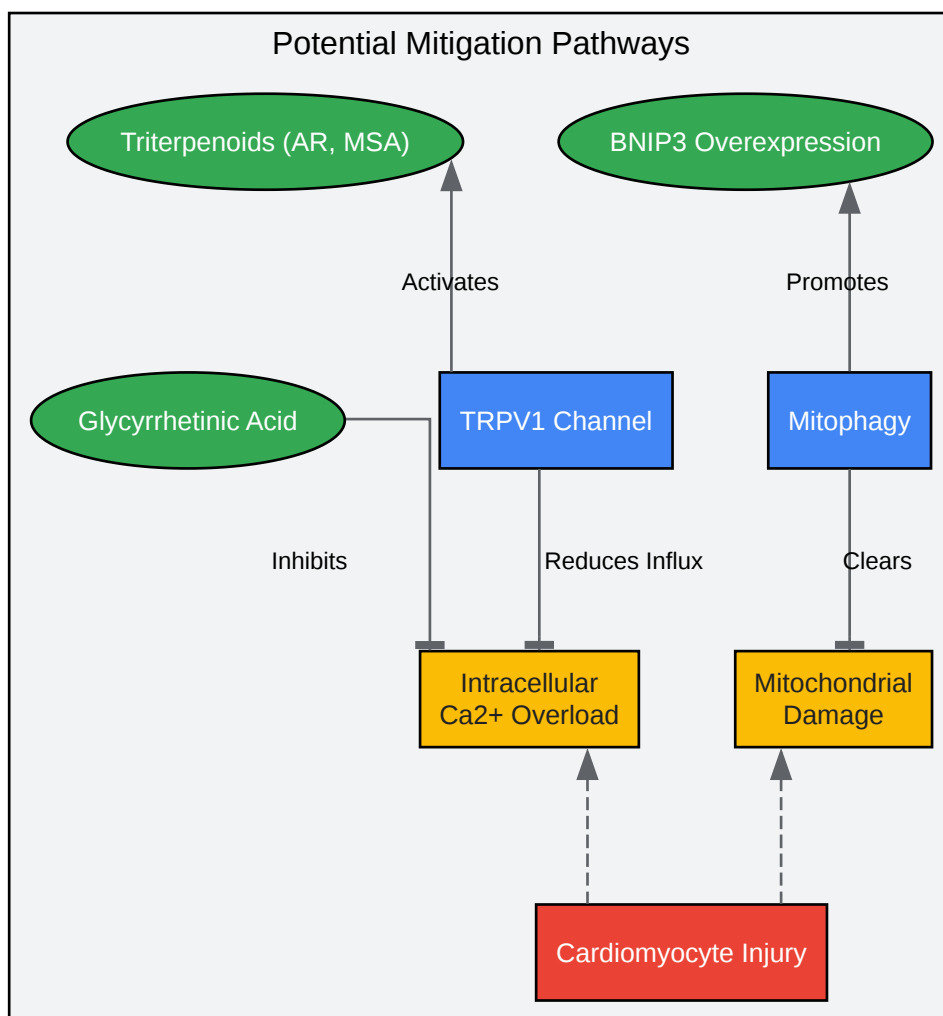 Potential Mitigation Pathways
Triterpenoids (AR, MSA)
BNIP3 Overexpression
Activates
Promotes
Glycyrrhetinic Acid
TRPV1 Channel
Mitophagy
Inhibits
Reduces Influx
Clears
Intracellular
Ca2+ Overload
Mitochondrial
Damage
Cardiomyocyte Injury